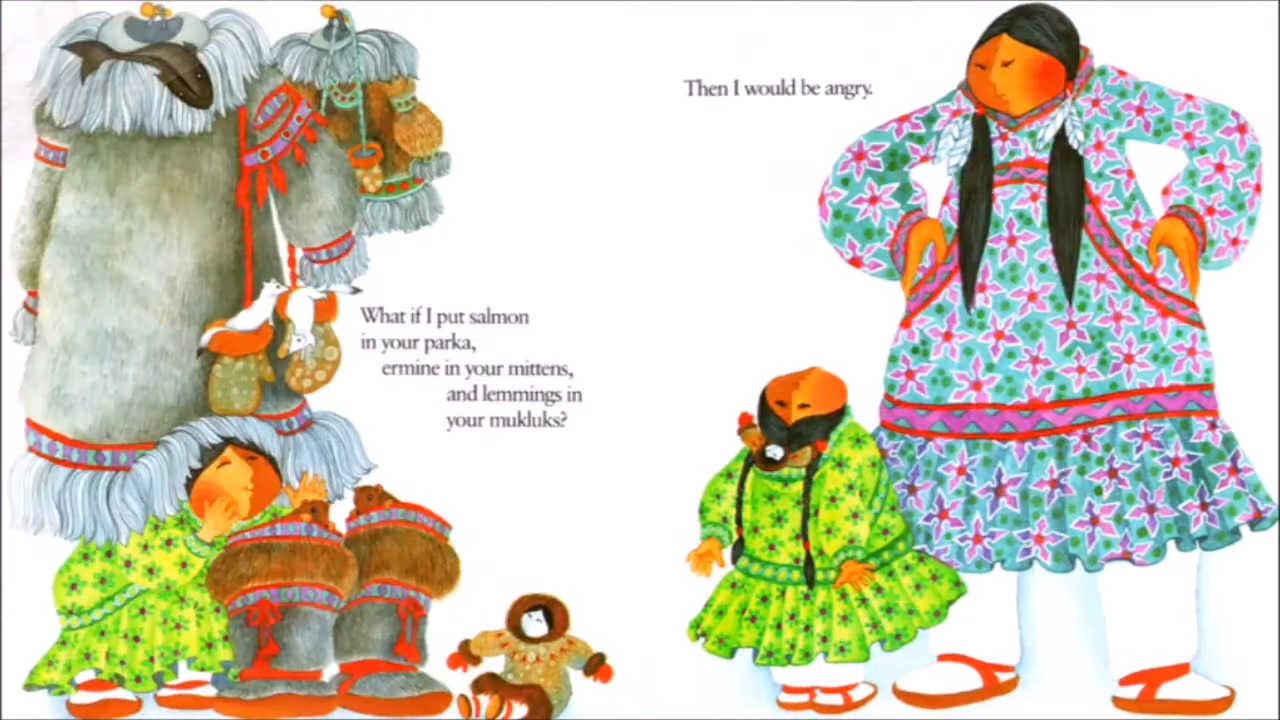 What if I put salmon
in your parka,
ermine in your mittens,
and lemmings in
your mukluks?
Then I would be angry.